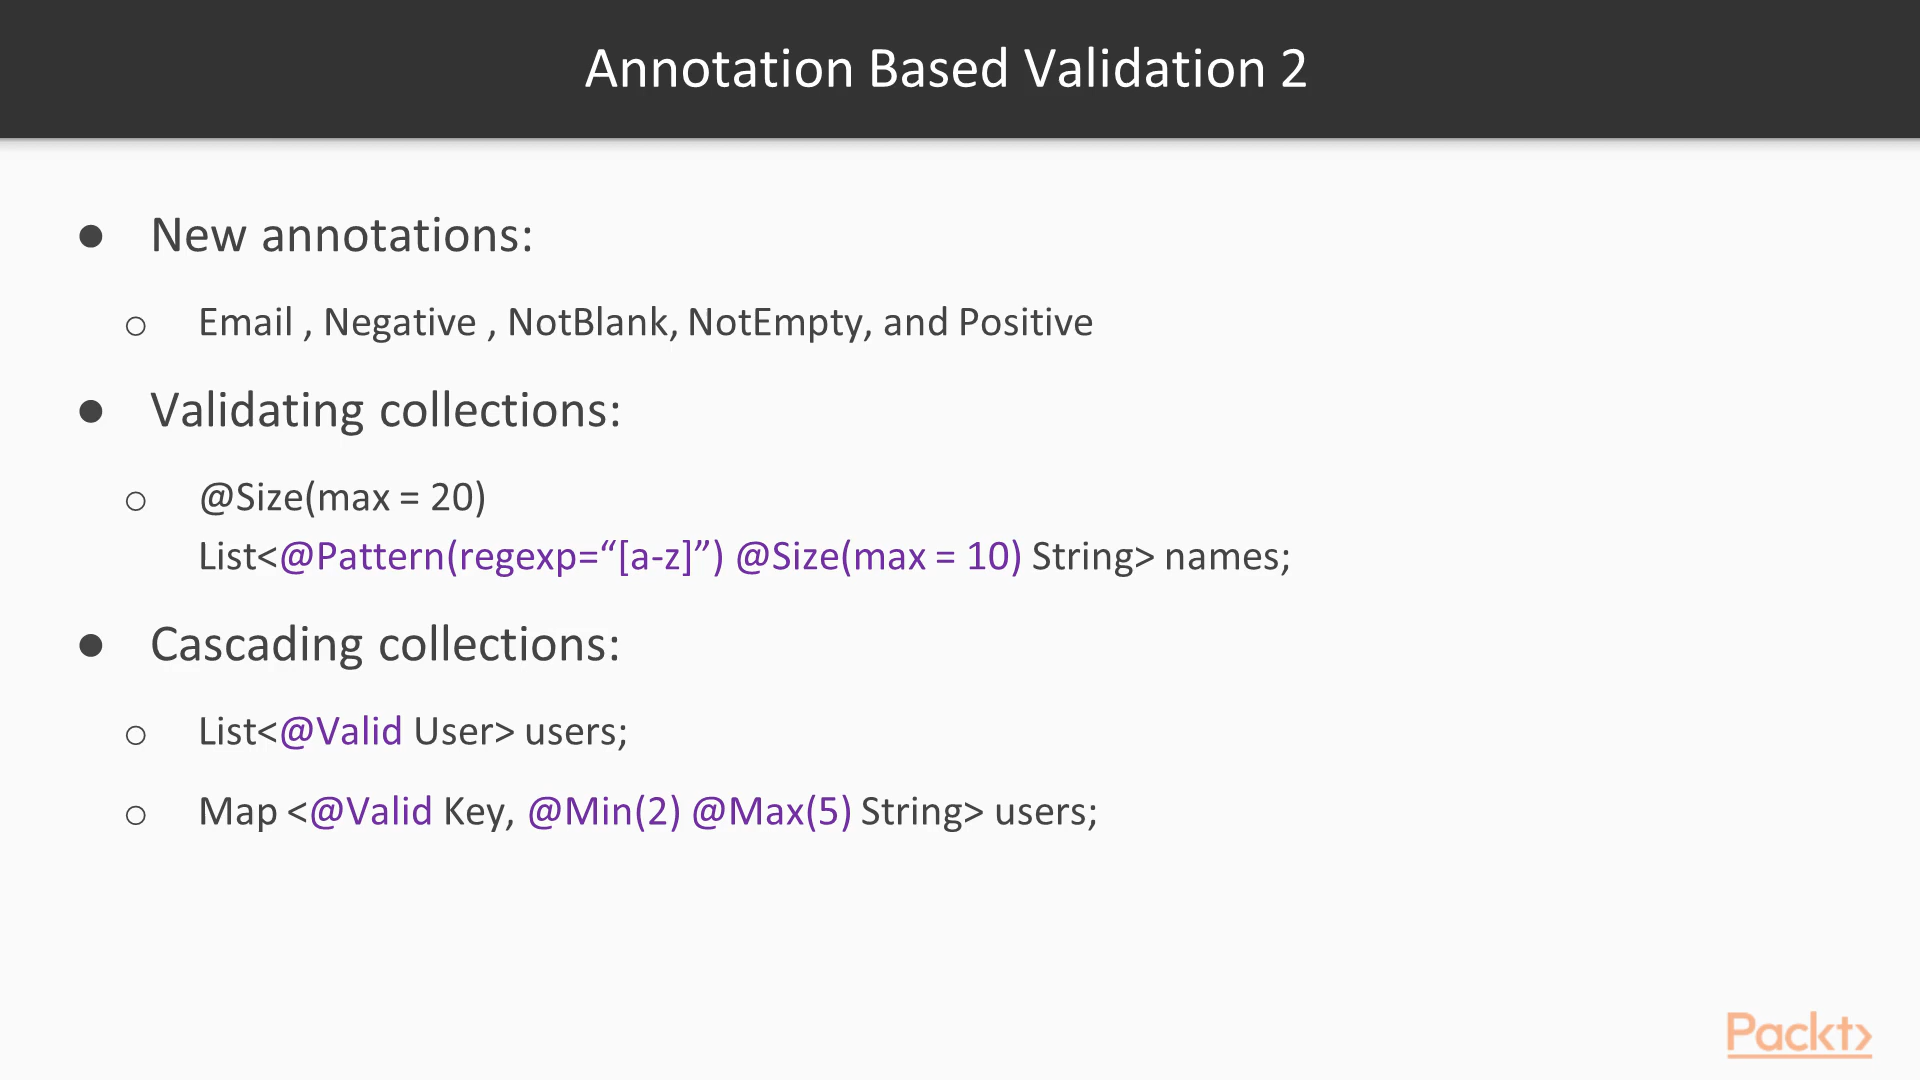 Annotation Based Validation 2
● New annotations:
○ Email , Negative , NotBlank, NotEmpty, and Positive
● Validating collections:
○ @Size(max = 20)
List<@Pattern(regexp=“[a-z]”) @Size(max = 10) String> names;
● Cascading collections:
○ List<@Valid User> users;
○ Map <@Valid Key, @Min(2) @Max(5) String> users;
Packt>